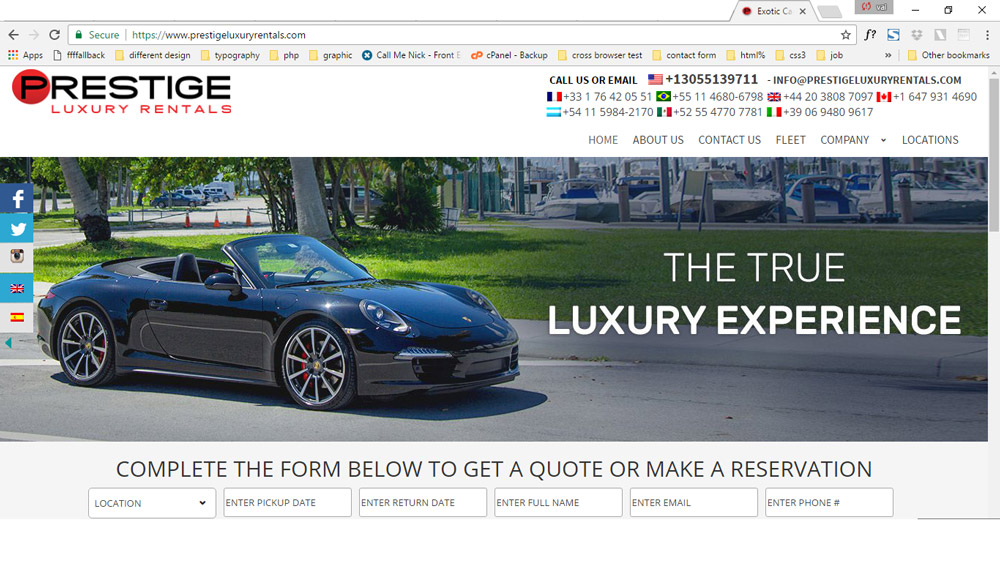 Exotic Ca
val
Secure | https://www.prestigeluxuryrentals.com
f?
Apps ffffallback different design typography php graphic Call Me Nick - Front E cPanel - Backup cross browser test contact form html% css3 job » Other bookmarks
PRESTIGE
LUXURY RENTALS
CALL US OR EMAIL +13055139711 - INFO@PRESTIGELUXURYRENTALS.COM
+33 1 76 42 05 51 +55 11 4680-6798 +44 20 3808 7097 +1 647 931 4690
+54 11 5984-2170 +52 55 4770 7781 +39 06 9480 9617
HOME ABOUT US CONTACT US FLEET COMPANY LOCATIONS
THE TRUE
LUXURY EXPERIENCE
COMPLETE THE FORM BELOW TO GET A QUOTE OR MAKE A RESERVATION
LOCATION ENTER PICKUP DATE ENTER RETURN DATE ENTER FULL NAME ENTER EMAIL ENTER PHONE #